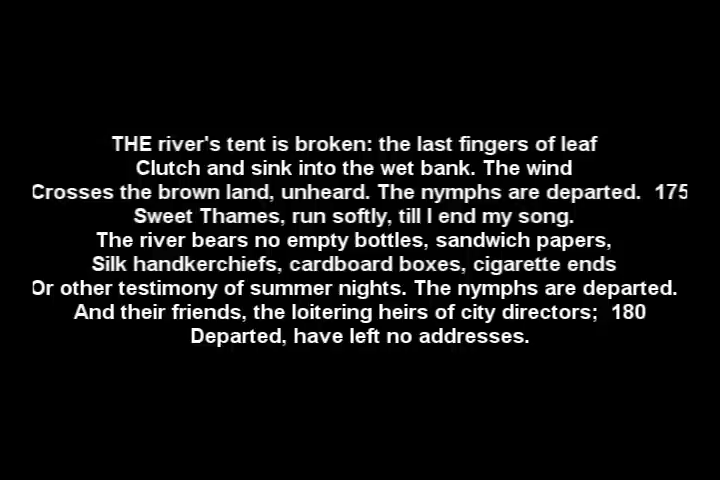 THE river's tent is broken: the last fingers of leaf
Clutch and sink into the wet bank. The wind
Crosses the brown land, unheard. The nymphs are departed.  175
Sweet Thames, run softly, till I end my song.
The river bears no empty bottles, sandwich papers,
Silk handkerchiefs, cardboard boxes, cigarette ends
Or other testimony of summer nights. The nymphs are departed.
And their friends, the loitering heirs of city directors;  180
Departed, have left no addresses.